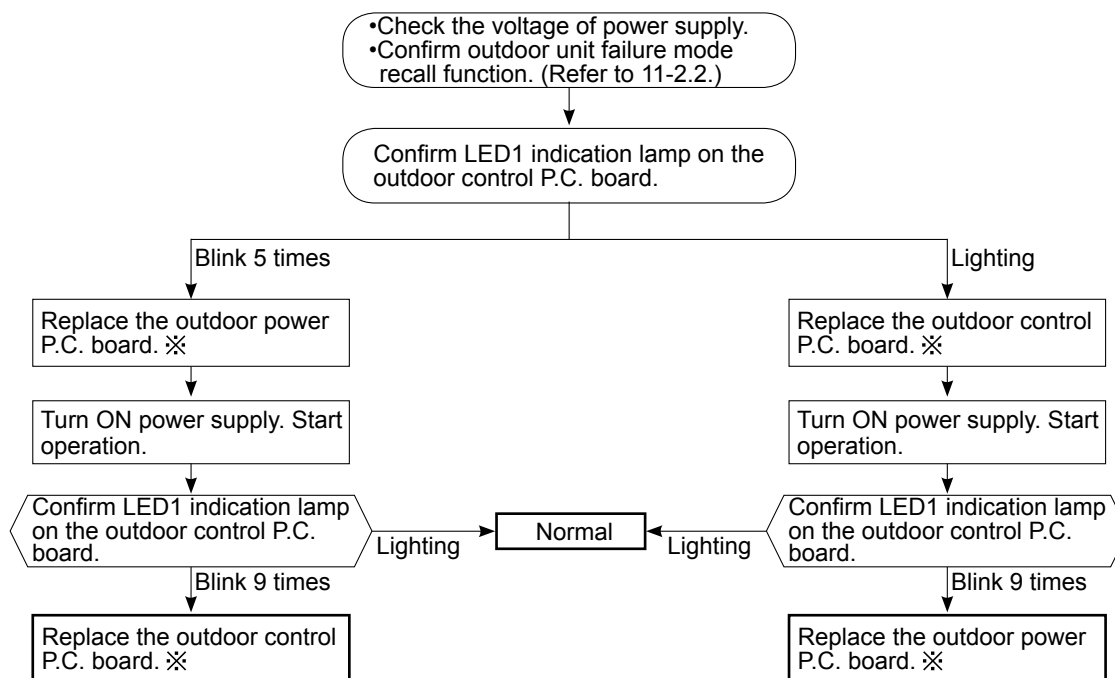 •Check the voltage of power supply.
•Confirm outdoor unit failure mode
recall function. (Refer to 11-2.2.)
Confirm LED1 indication lamp on the
outdoor control P.C. board.
Blink 5 times
Lighting
Replace the outdoor power
P.C. board. ※
Replace the outdoor control
P.C. board. ※
Turn ON power supply. Start
operation.
Turn ON power supply. Start
operation.
Confirm LED1 indication lamp
on the outdoor control P.C.
board.
Lighting
Normal
Lighting
Confirm LED1 indication lamp
on the outdoor control P.C.
board.
Blink 9 times
Blink 9 times
Replace the outdoor control
P.C. board. ※
Replace the outdoor power
P.C. board. ※